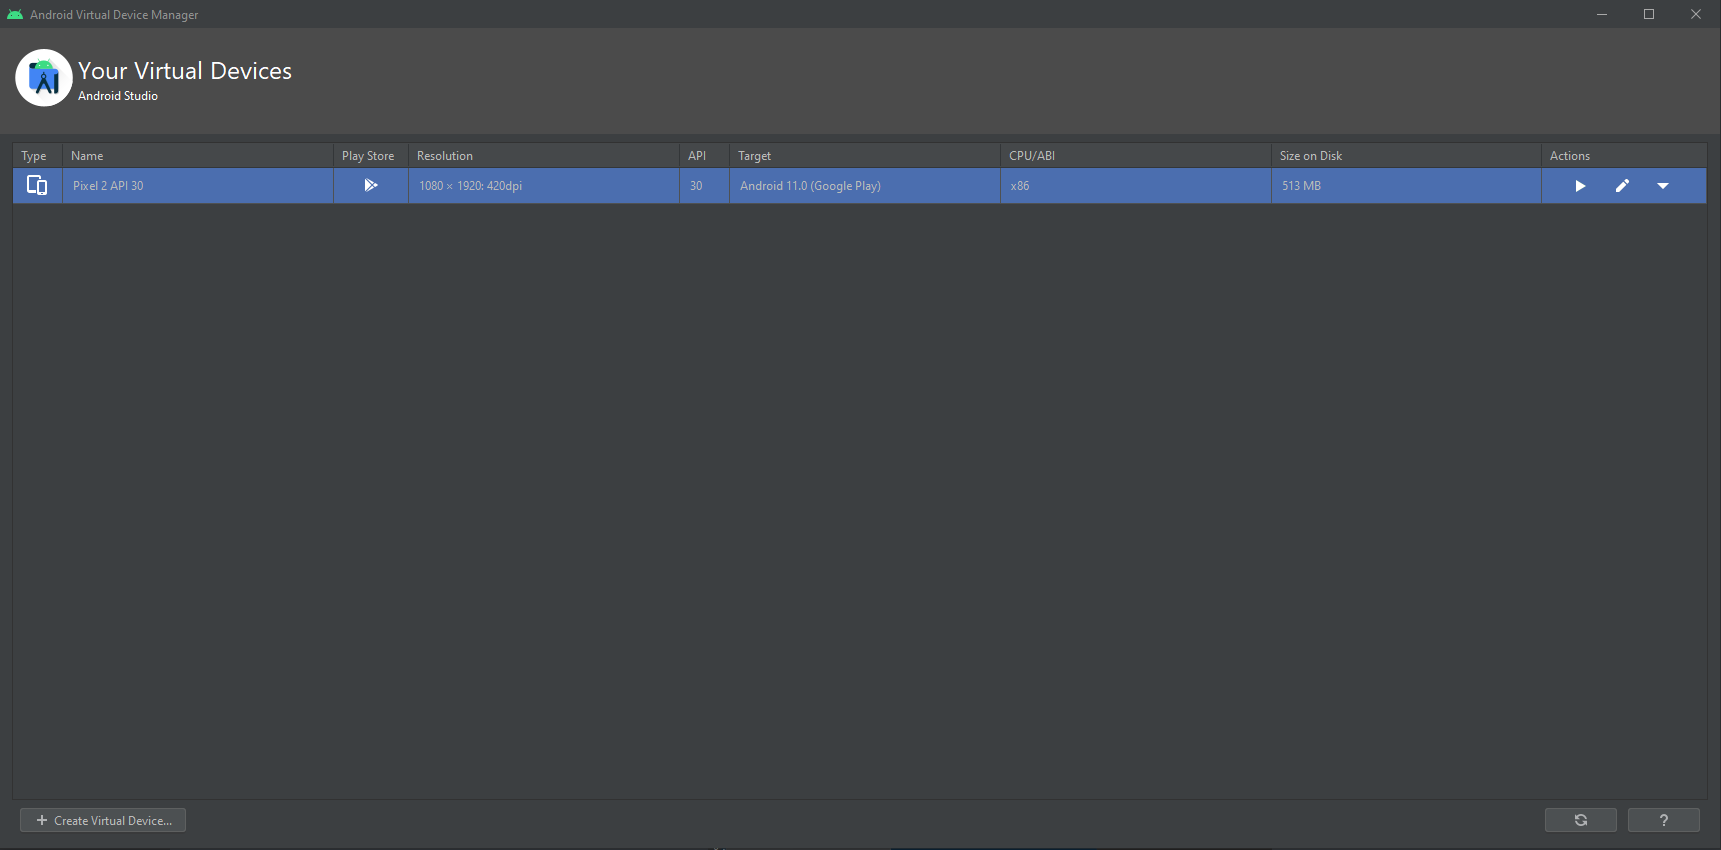 Android Virtual Device Manager
Your Virtual Devices
Android Studio
Type Name Play Store Resolution API Target CPU/ABI Size on Disk Actions
Pixel 2 API 30 1080 × 1920: 420dpi 30 Android 11.0 (Google Play) x86 513 MB
Create Virtual Device... ?